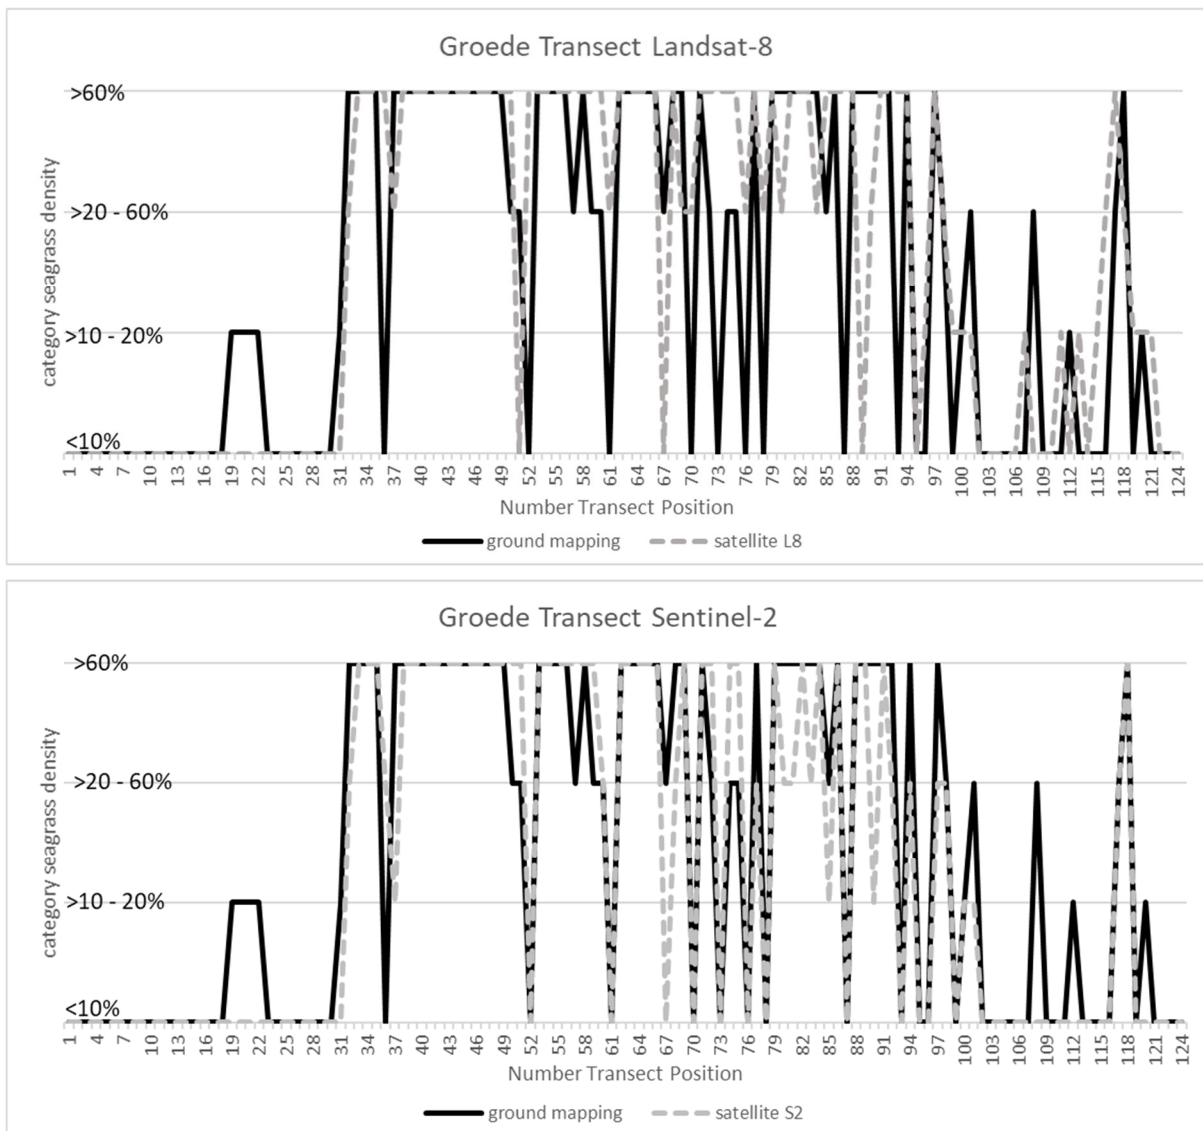 Groede Transect Landsat-8
>60%
>20 - 60%
>10 - 20%
<10%
category seagrass density
1 4 7 10 13 16 19 22 25 28 31 34 37 40 43 46 49 52 55 58 61 64 67 70 73 76 79 82 85 88 91 94 97 100 103 106 109 112 115 118 121 124
Number Transect Position
ground mapping satellite L8
Groede Transect Sentinel-2
>60%
>20 - 60%
>10 - 20%
<10%
category seagrass density
1 4 7 10 13 16 19 22 25 28 31 34 37 40 43 46 49 52 55 58 61 64 67 70 73 76 79 82 85 88 91 94 97 100 103 106 109 112 115 118 121 124
Number Transect Position
ground mapping satellite S2